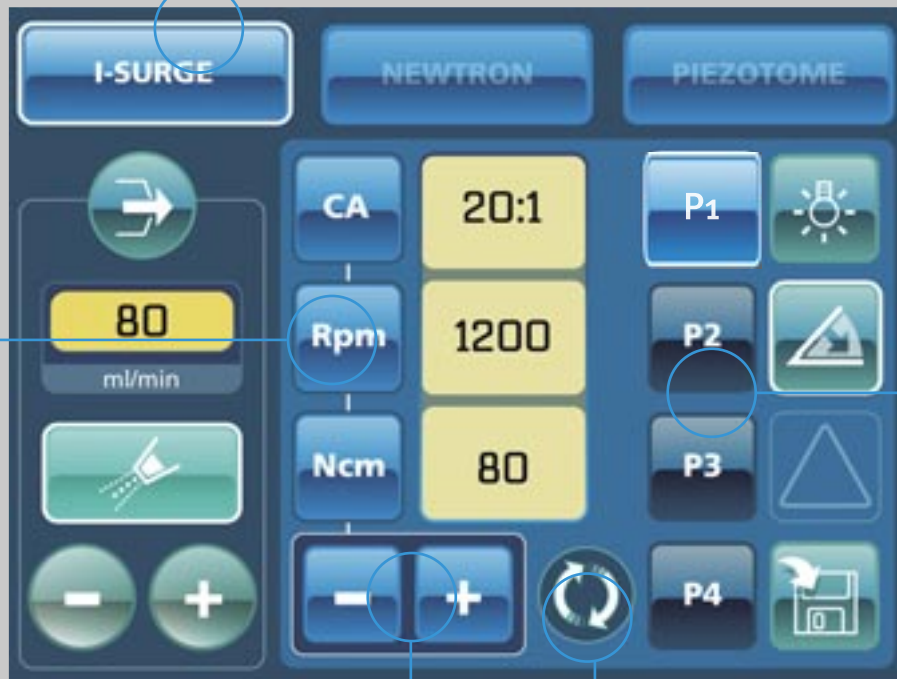 I-SURGE NEWTRON PIEZOTOME
CA 20:1 P1
80 Rpm 1200 P2
ml/min
Ncm 80 P3
- + - + P4